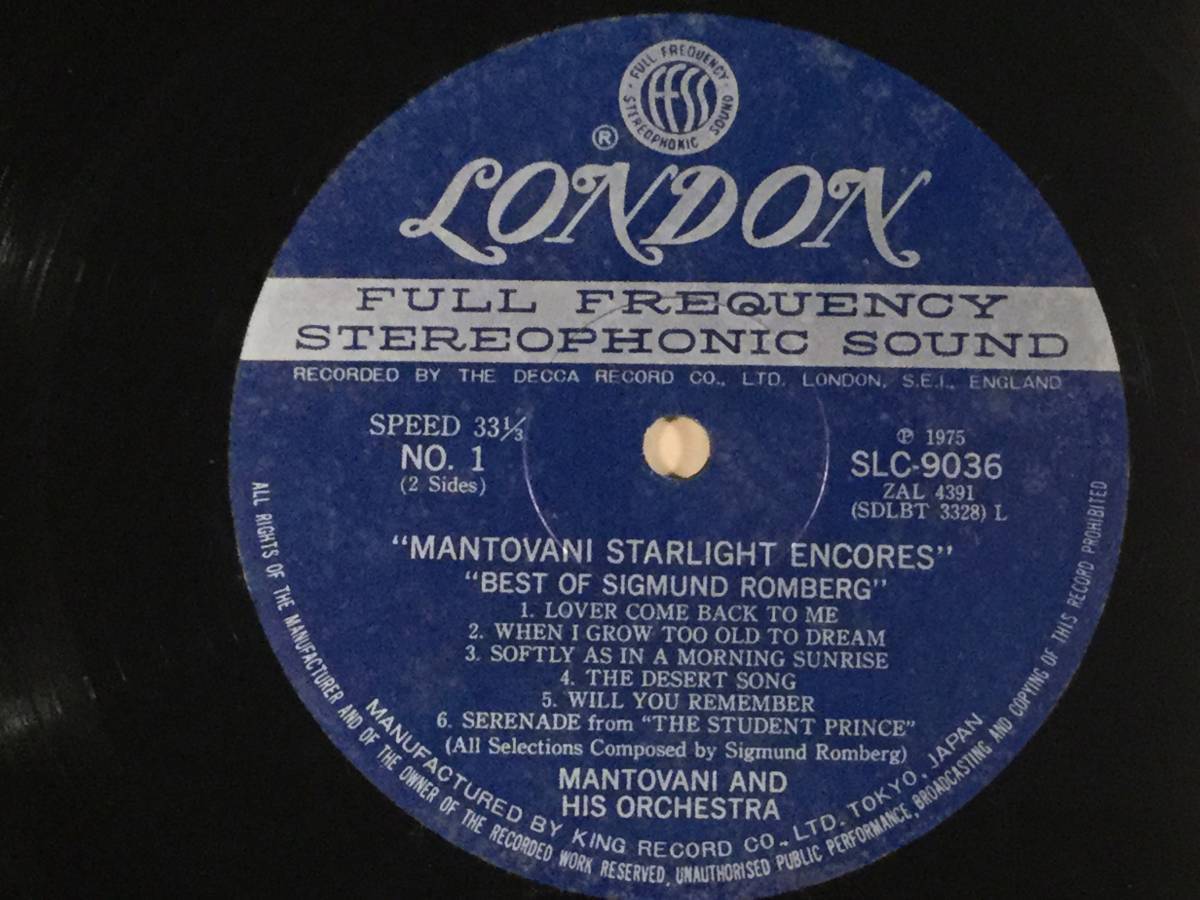 FULL FREQUENCY STEREOPHONIC SOUND
FFSS
®
LONDON
FULL FREQUENCY
STEREOPHONIC SOUND
RECORDED BY THE DECCA RECORD CO., LTD. LONDON. S.E.I., ENGLAND
SPEED 33⅓
NO. 1
(2 Sides)
℗ 1975
SLC-9036
ZAL 4391
(SDLBT 3328) L
"MANTOVANI STARLIGHT ENCORES"
"BEST OF SIGMUND ROMBERG"
1. LOVER COME BACK TO ME
2. WHEN I GROW TOO OLD TO DREAM
3. SOFTLY AS IN A MORNING SUNRISE
4. THE DESERT SONG
5. WILL YOU REMEMBER
6. SERENADE from "THE STUDENT PRINCE"
(All Selections Composed by Sigmund Romberg)
MANTOVANI AND
HIS ORCHESTRA
MANUFACTURED BY KING RECORD CO., LTD. TOKYO, JAPAN
ALL RIGHTS OF THE MANUFACTURER AND OF THE OWNER OF THE RECORDED WORK RESERVED, UNAUTHORISED PUBLIC PERFORMANCE, BROADCASTING AND COPYING OF THIS RECORD PROHIBITED